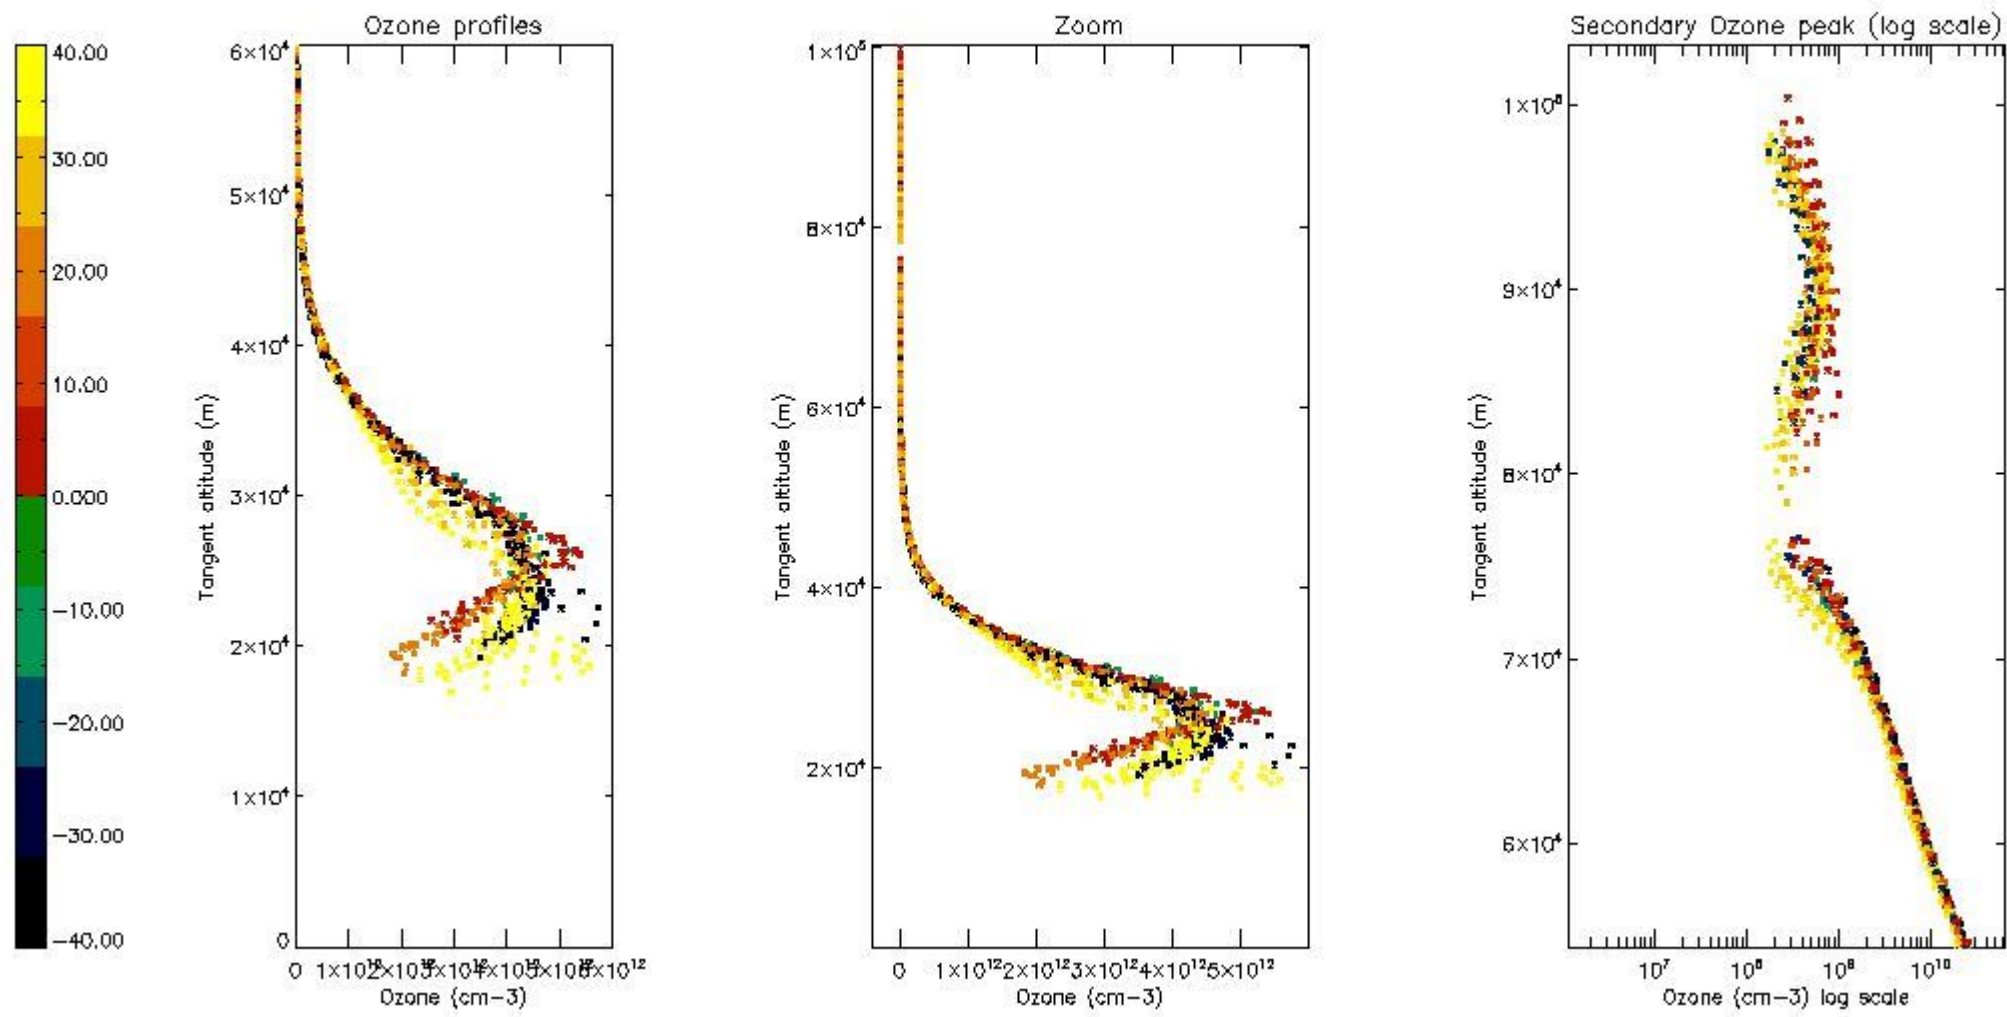 Ozone profiles
Zoom
Secondary Ozone peak (log scale)
40.00
30.00
20.00
10.00
-10.00
-20.00
-30.00
-40.00
6×10⁴
5×10⁴
4×10⁴
3×10⁴
2×10⁴
1×10⁴
0
Tangent altitude (m)
0
Ozone (cm-3)
1×10⁵
8×10⁴
6×10⁴
4×10⁴
2×10⁴
Tangent altitude (m)
0 1×10¹² 2×10¹² 3×10¹² 4×10¹² 5×10¹²
Ozone (cm-3)
9×10⁴
8×10⁴
7×10⁴
6×10⁴
Tangent altitude (m)
10⁷ 10⁸ 10⁹ 10¹⁰
Ozone (cm-3) log scale